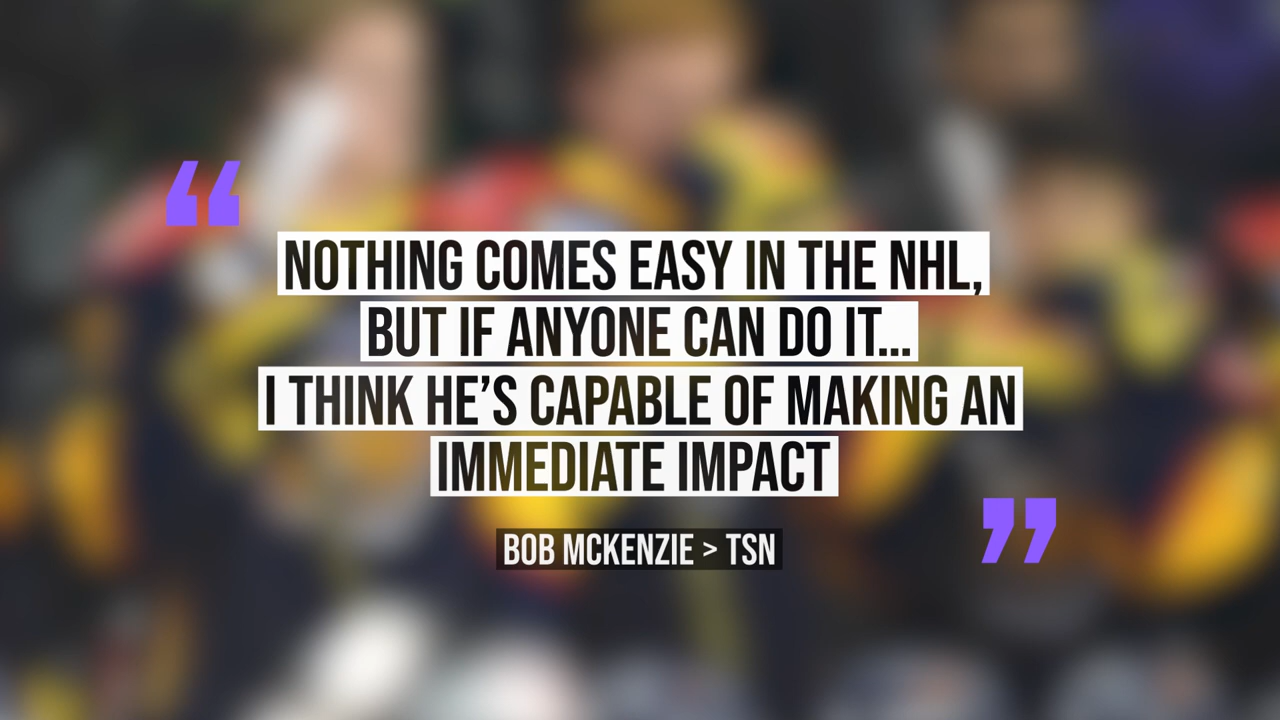 “
NOTHING COMES EASY IN THE NHL,
BUT IF ANYONE CAN DO IT...
I THINK HE’S CAPABLE OF MAKING AN
IMMEDIATE IMPACT
”
BOB MCKENZIE > TSN